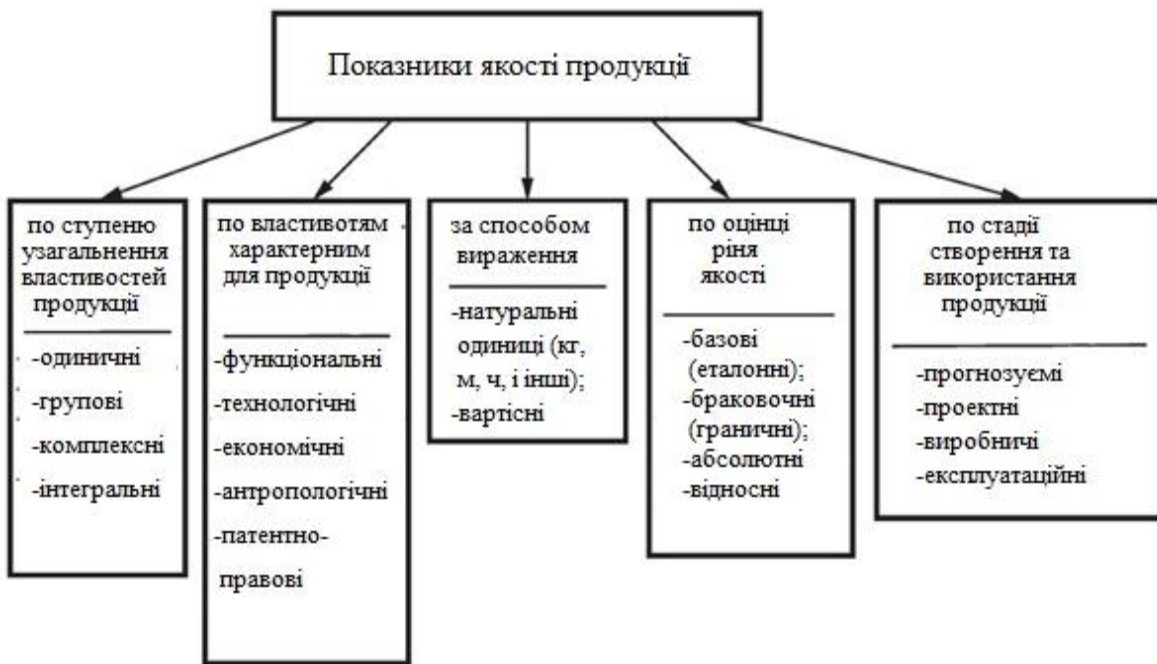 Показники якості продукції
по ступеню
узагальнення
властивостей
продукції
-одиничні
-групові
-комплексні
-інтегральні
по властивотям
характерним
для продукції
-функціональні
-технологічні
-економічні
-антропологічні
-патентно-
правові
за способом
вираження
-натуральні
одиниці (кг,
м, ч, і інші);
-вартісні
по оцінці
ріня
якості
-базові
(еталонні);
-браковочні
(граничні);
-абсолютні
-відносні
по стадії
створення та
використання
продукції
-прогнозуємі
-проектні
-виробничі
-експлуатаційні